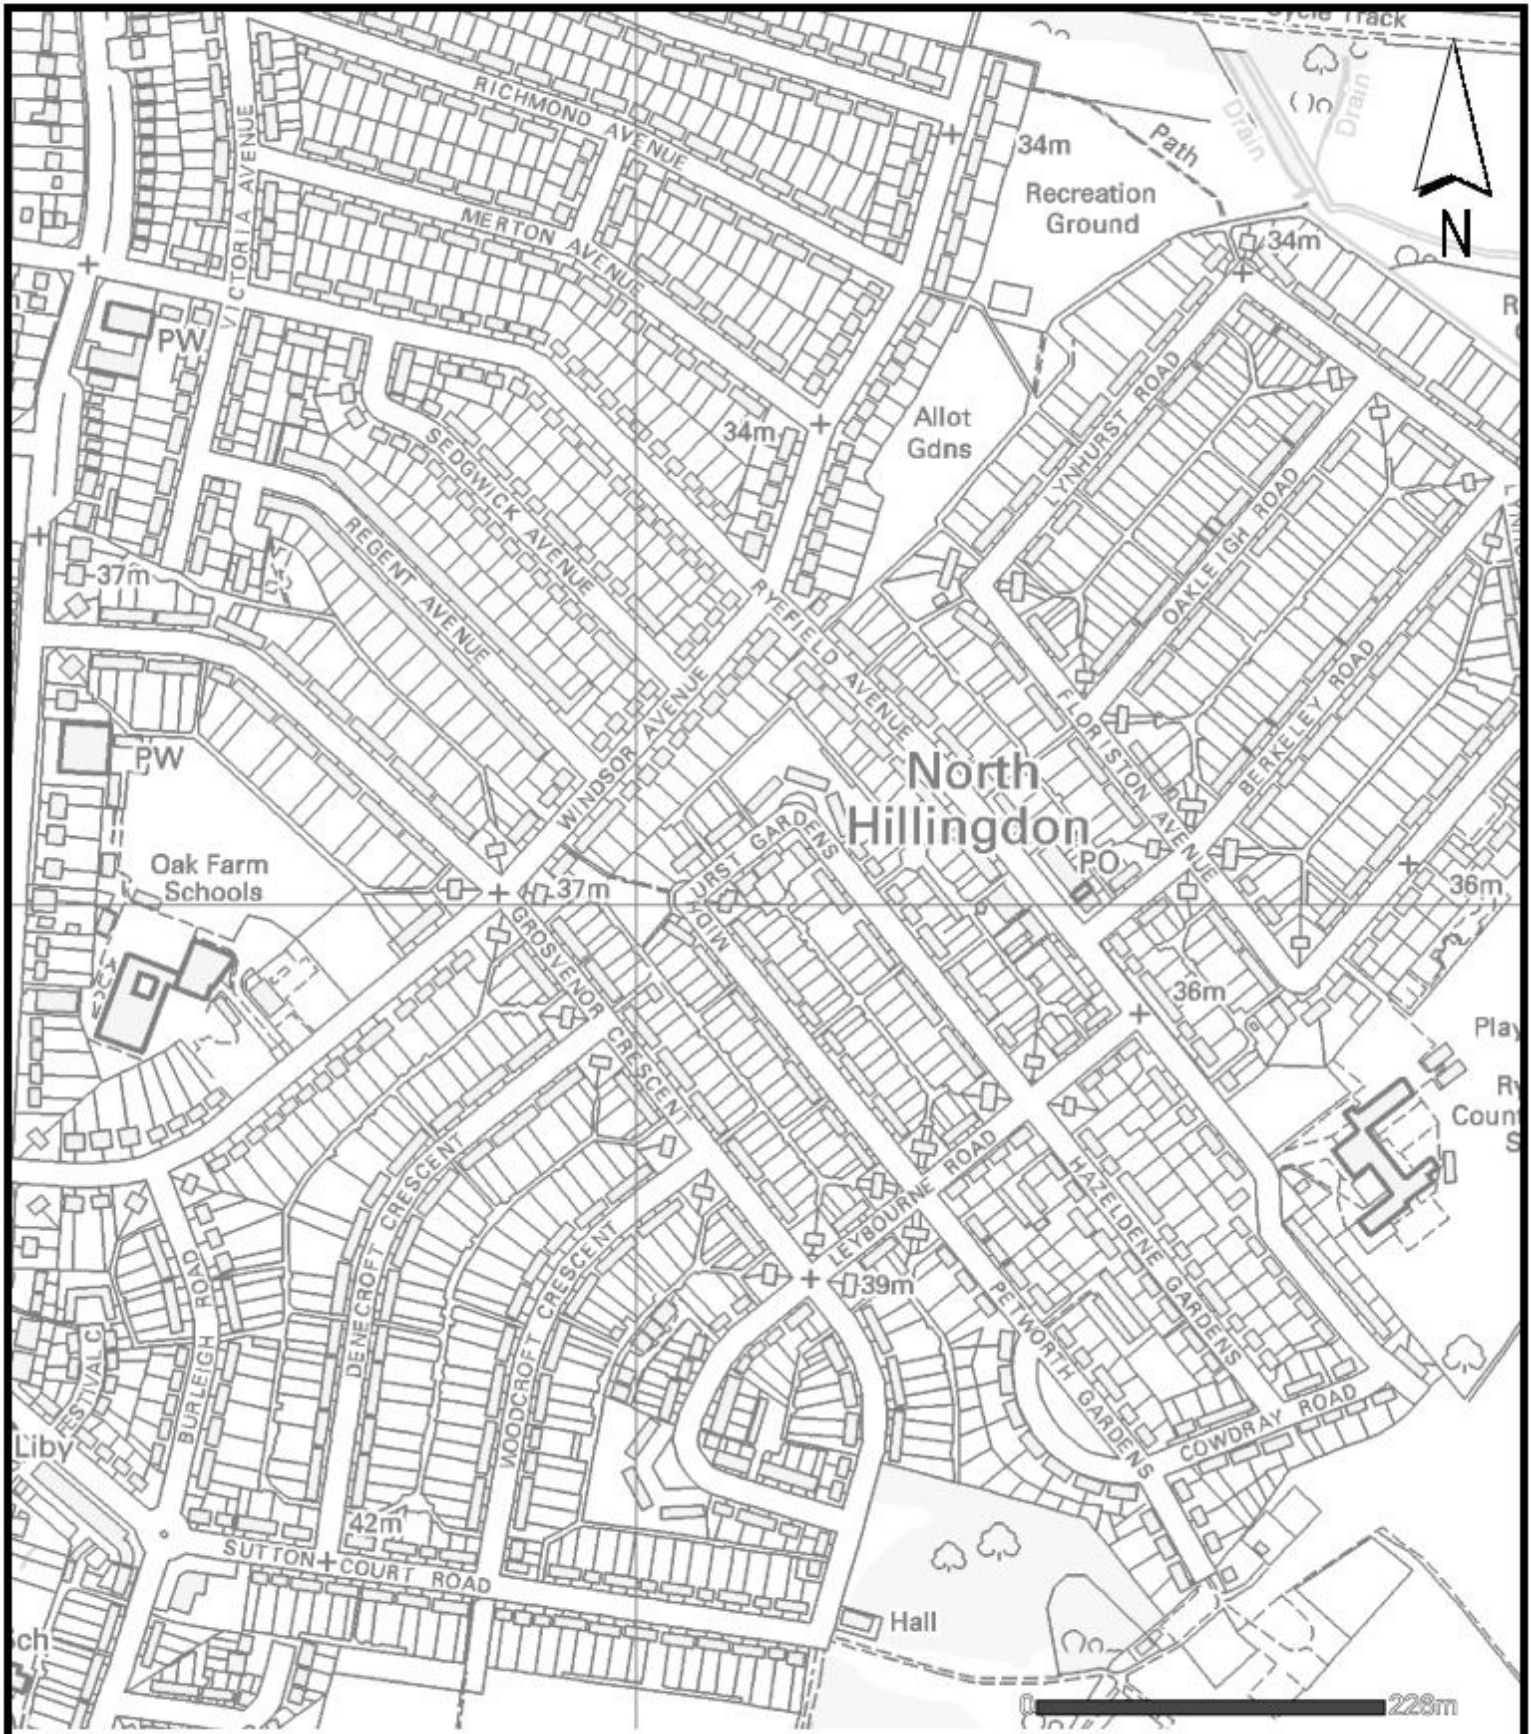 Cycle Track
RICHMOND AVENUE
Drain
Drain
VICTORIA AVENUE
34m
Path
Recreation
Ground
N
MERTON AVENUE
34m
PW
LYNHURST ROAD
34m
Allot
Gdns
SEDGWICK AVENUE
OAKLEIGH ROAD
REGENT AVENUE
37m
RYEFIELD AVENUE
BERKELEY ROAD
FLORISTON AVENUE
WINDSOR AVENUE
PW
North
Hillingdon
MIDHURST GARDENS
PO
Oak Farm
Schools
37m
36m
GROSVENOR CRESCENT
36m
Play
Ry
Count
S
DENECROFT CRESCENT
LEYBOURNE ROAD
HAZELDENE GARDENS
WOODCROFT CRESCENT
39m
BURLEIGH ROAD
PETWORTH GARDENS
FESTIVAL C
COWDRAY ROAD
Liby
42m
SUTTON COURT ROAD
Hall
Sch
0 228m